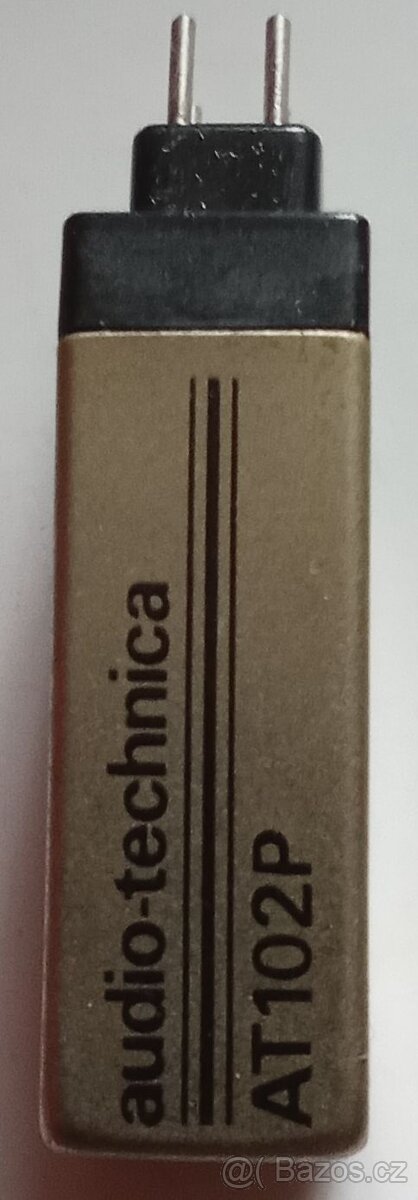 audio-technica
AT102P
@( Bazos.cz